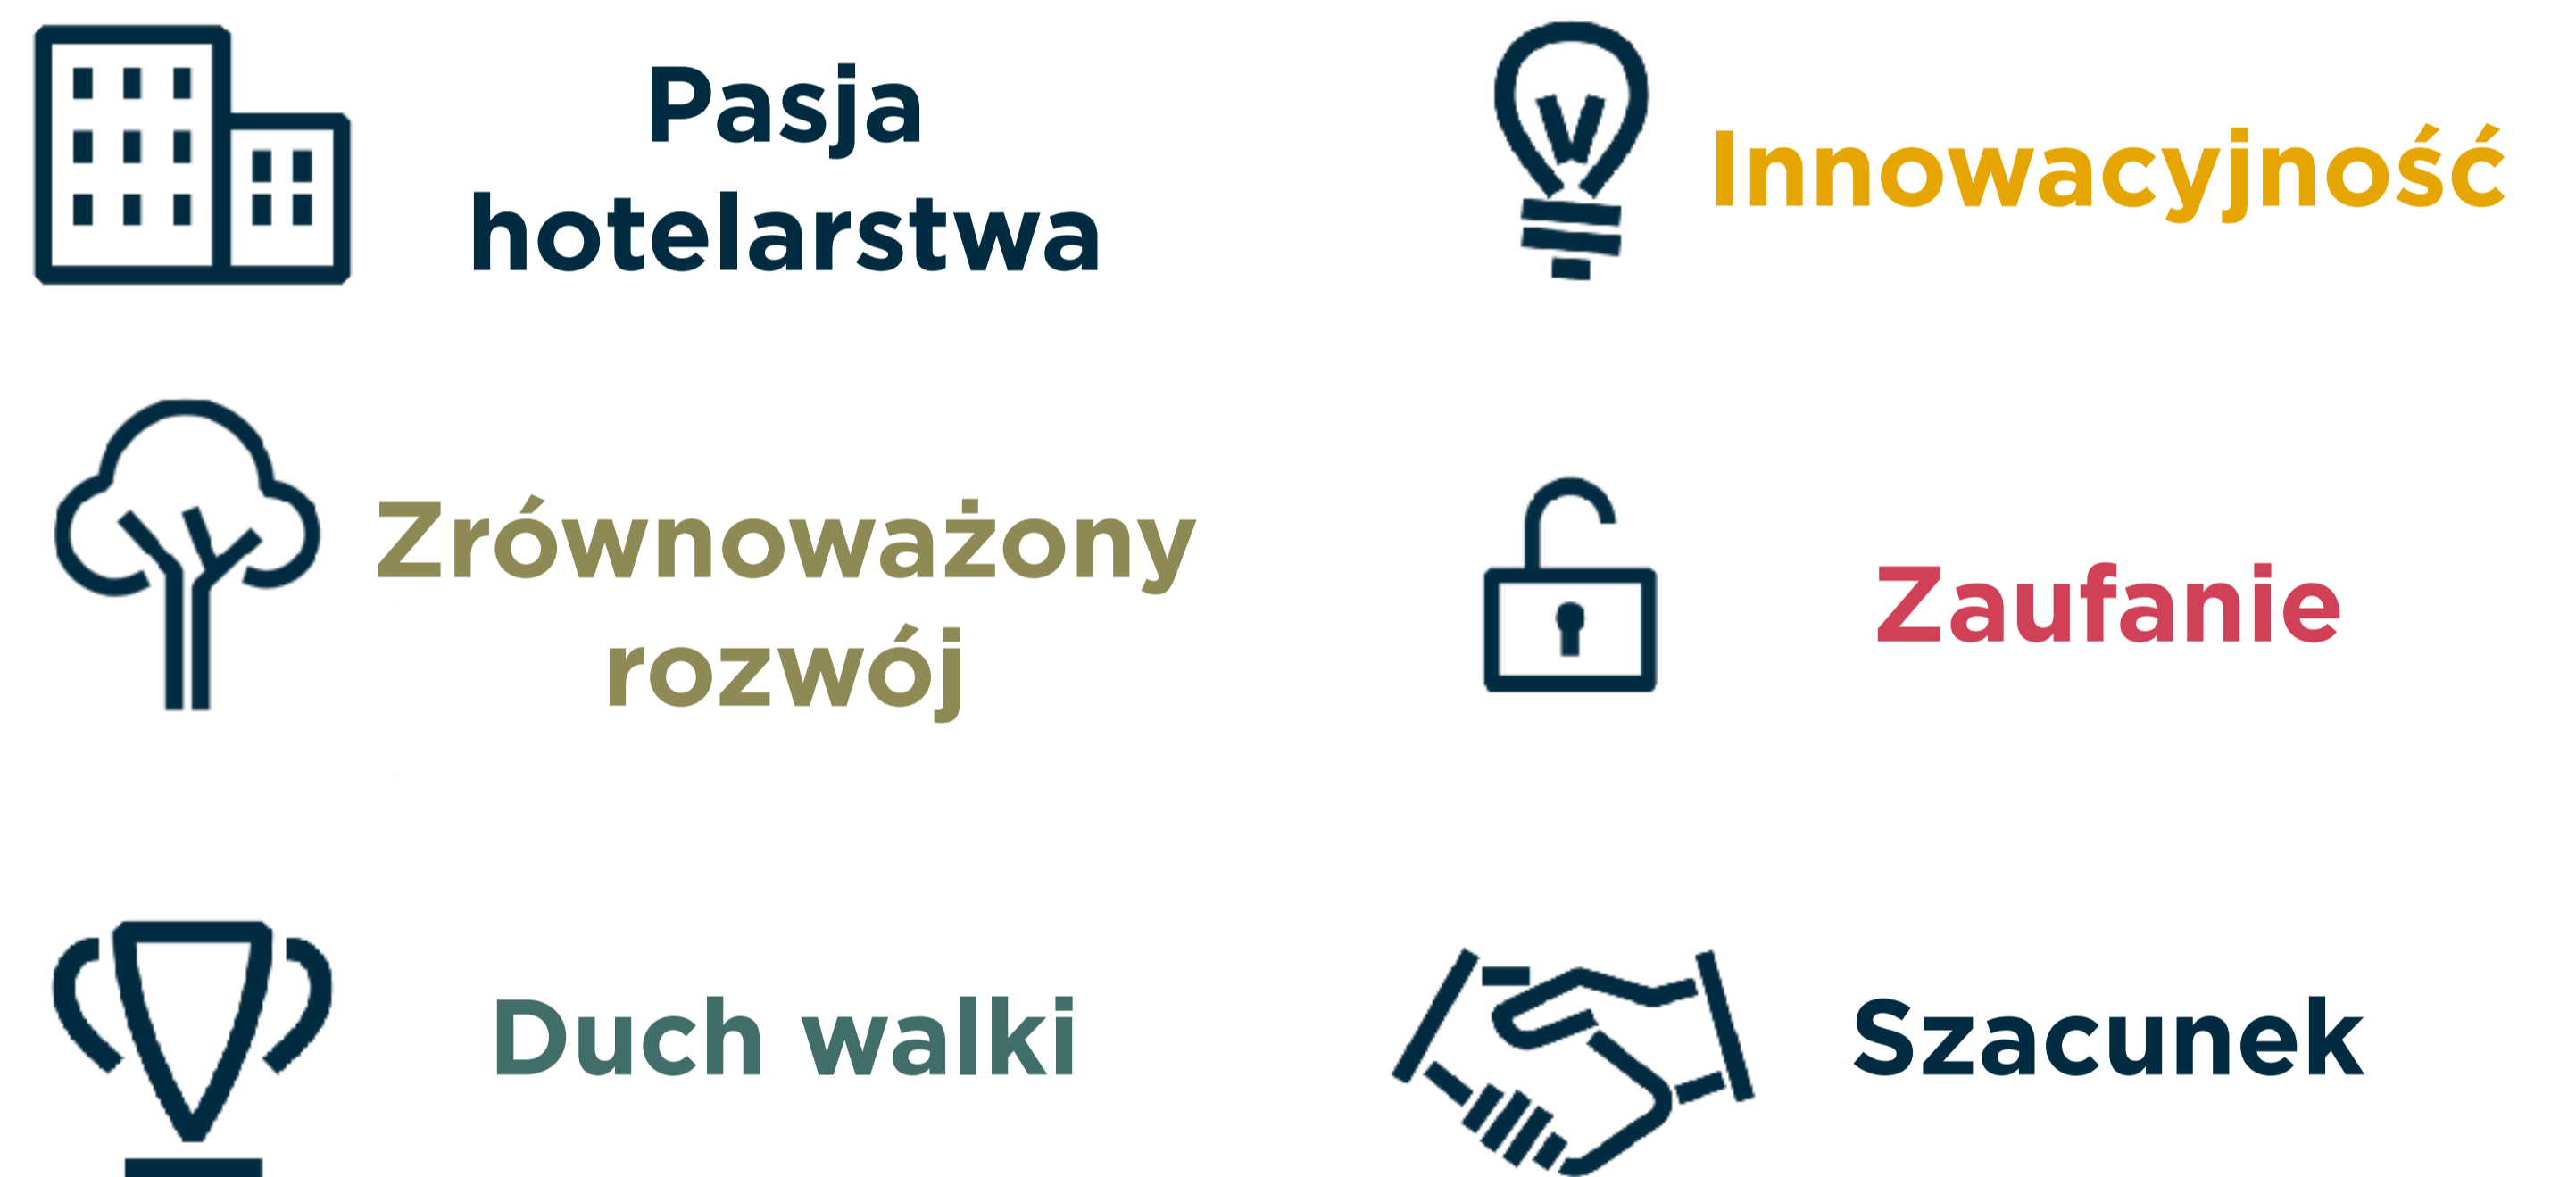 Pasja
hotelarstwa
Innowacyjność
Zrównoważony
rozwój
Zaufanie
Duch walki
Szacunek